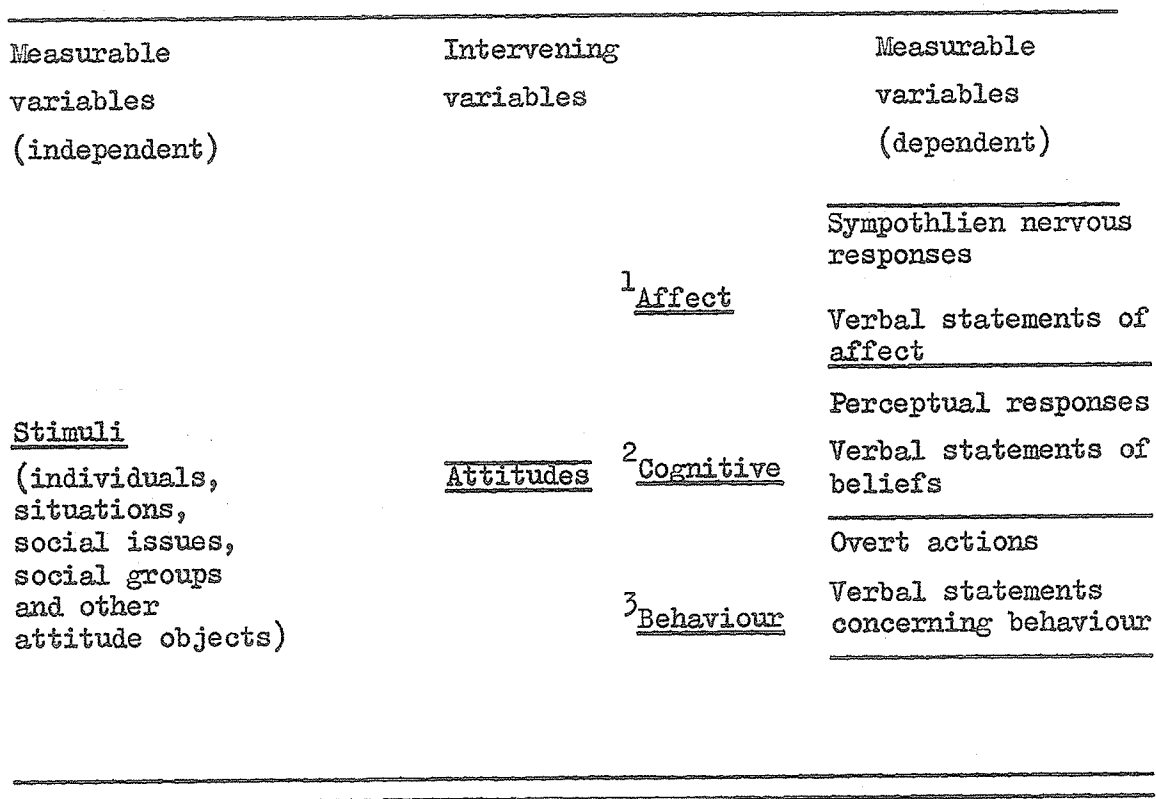 Measurable
variables
(independent)
Intervening
variables
Measurable
variables
(dependent)
Stimuli
(individuals,
situations,
social issues,
social groups
and other
attitude objects)
Attitudes
1Affect
Sympothlien nervous
responses
Verbal statements of
affect
2Cognitive
Perceptual responses
Verbal statements of
beliefs
3Behaviour
Overt actions
Verbal statements
concerning behaviour